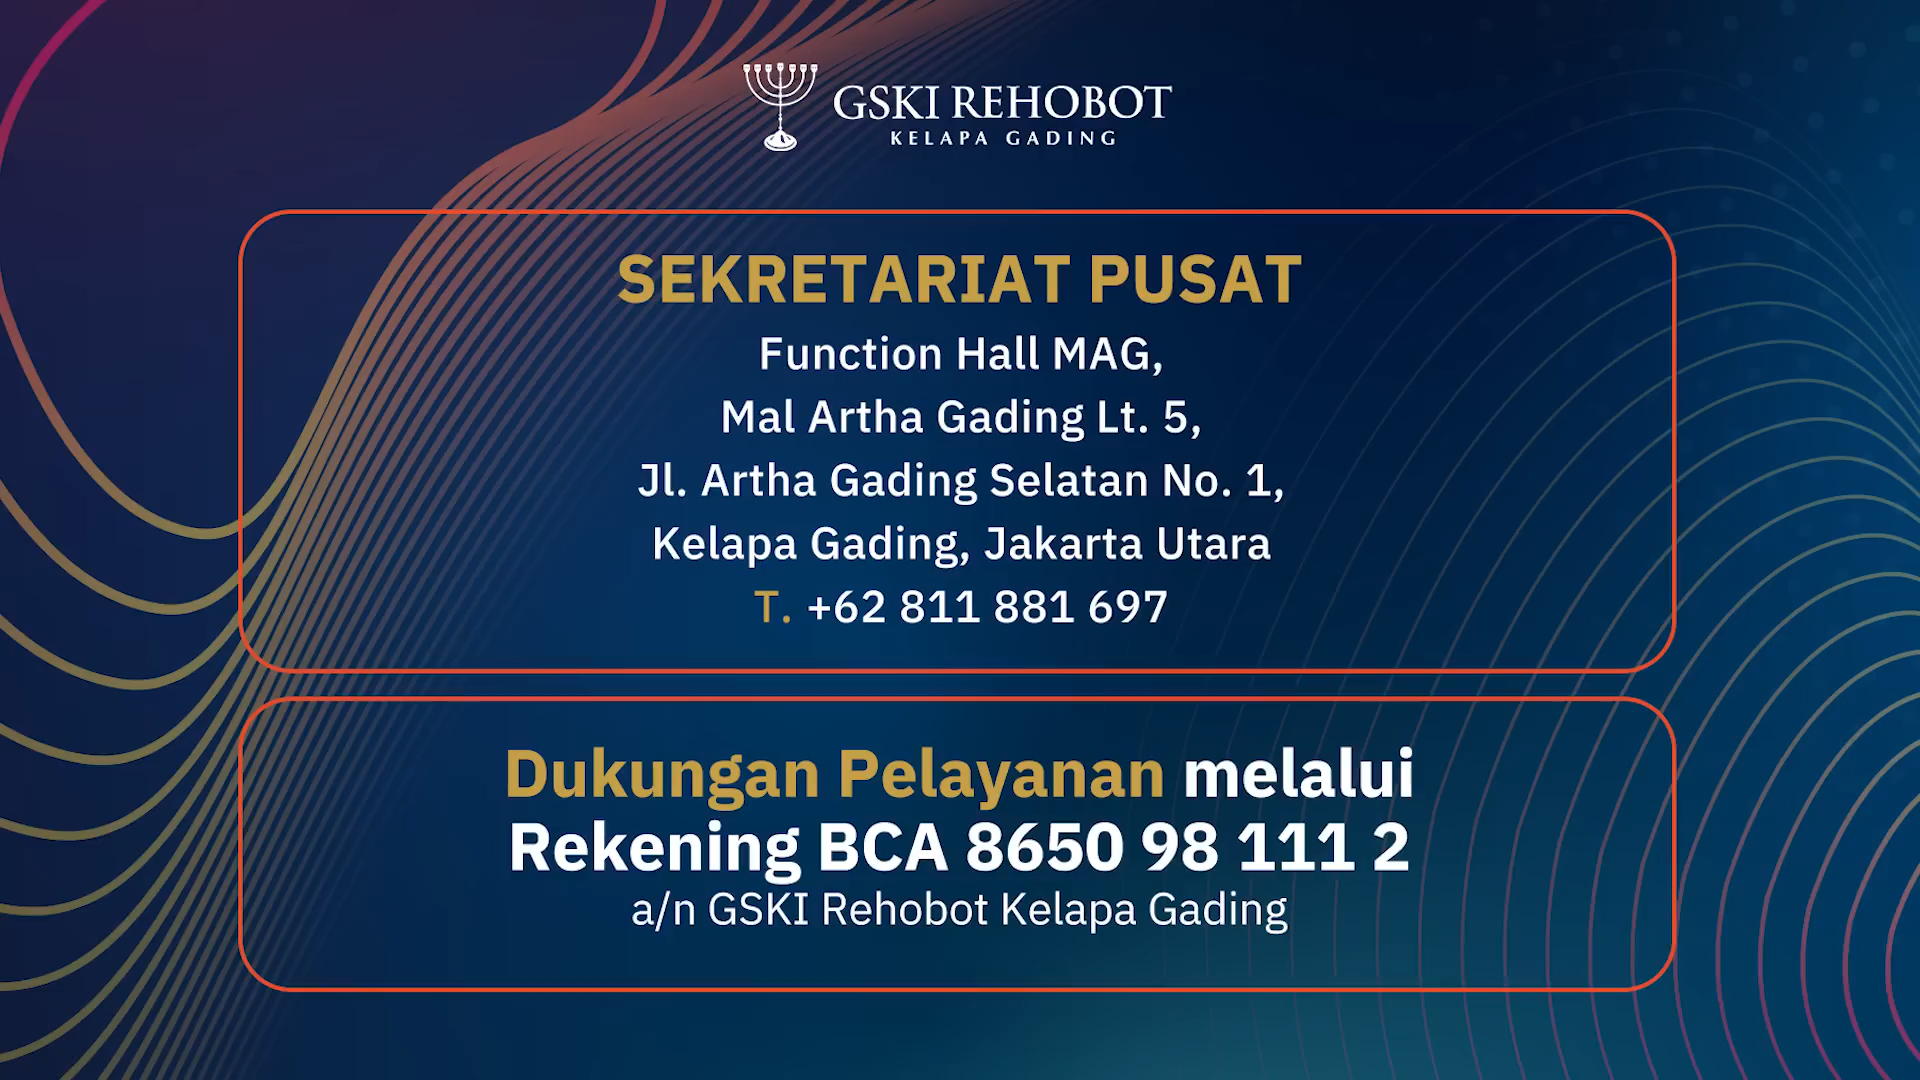 GSKI REHOBOT
KELAPA GADING
SEKRETARIAT PUSAT
Function Hall MAG,
Mal Artha Gading Lt. 5,
Jl. Artha Gading Selatan No. 1,
Kelapa Gading, Jakarta Utara
T. +62 811 881 697
Dukungan Pelayanan melalui
Rekening BCA 8650 98 111 2
a/n GSKI Rehobot Kelapa Gading